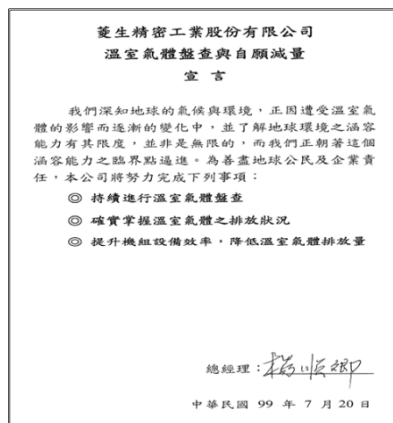 菱生精密工業股份有限公司
溫室氣體盤查與自願減量
宣 言
我們深知地球的氣候與環境，正因遭受溫室氣
體的影響而逐漸的變化中，並了解地球環境之涵容
能力有其限度，並非是無限的，而我們正朝著這個
涵容能力之臨界點逼進。為善盡地球公民及企業責
任，本公司將努力完成下列事項：
◎ 持續進行溫室氣體盤查
◎ 確實掌握溫室氣體之排放狀況
◎ 提升機組設備效率，降低溫室氣體排放量
總經理：
中華民國 99 年 7 月 20 日